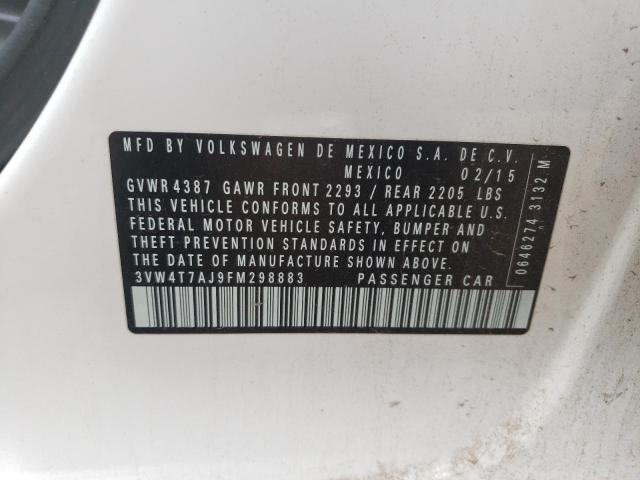 MFD BY VOLKSWAGEN DE MEXICO S.A. DE C.V.
MEXICO 02/15
GVWR 4387 GAWR FRONT 2293 / REAR 2205 LBS
THIS VEHICLE CONFORMS TO ALL APPLICABLE U.S.
FEDERAL MOTOR VEHICLE SAFETY, BUMPER AND
THEFT PREVENTION STANDARDS IN EFFECT ON
THE DATE OF MANUFACTURE SHOWN ABOVE.
3VW4T7AJ9FM298883 PASSENGER CAR
0646274 3132 M